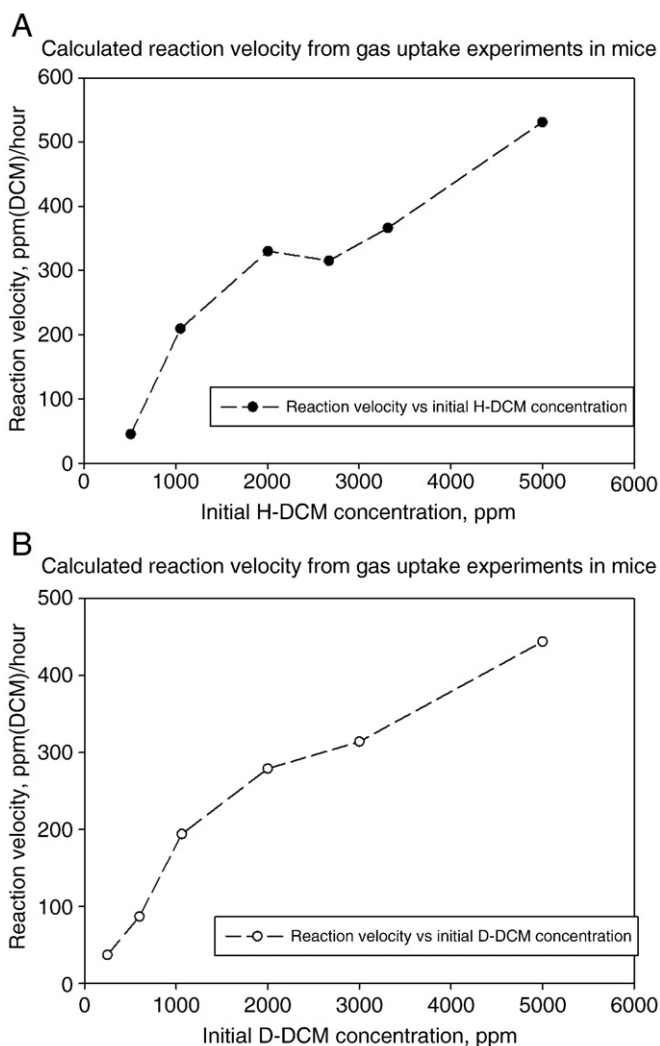 A
Calculated reaction velocity from gas uptake experiments in mice
600
500
400
300
200
100
0
Reaction velocity, ppm(DCM)/hour
Reaction velocity vs initial H-DCM concentration
0 1000 2000 3000 4000 5000 6000
Initial H-DCM concentration, ppm
B
Calculated reaction velocity from gas uptake experiments in mice
500
400
300
200
100
0
Reaction velocity, ppm(DCM)/hour
Reaction velocity vs initial D-DCM concentration
0 1000 2000 3000 4000 5000 6000
Initial D-DCM concentration, ppm